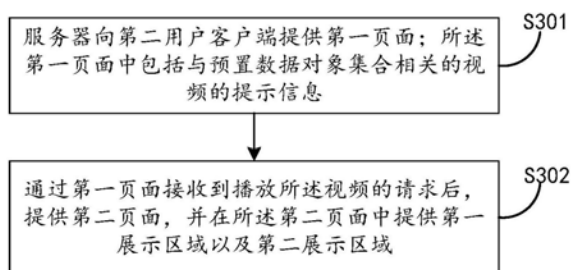 服务器向第二用户客户端提供第一页面；所述
第一页面中包括与预置数据对象集合相关的视
频的提示信息
S301
通过第一页面接收到播放所述视频的请求后，
提供第二页面，并在所述第二页面中提供第一
展示区域以及第二展示区域
S302